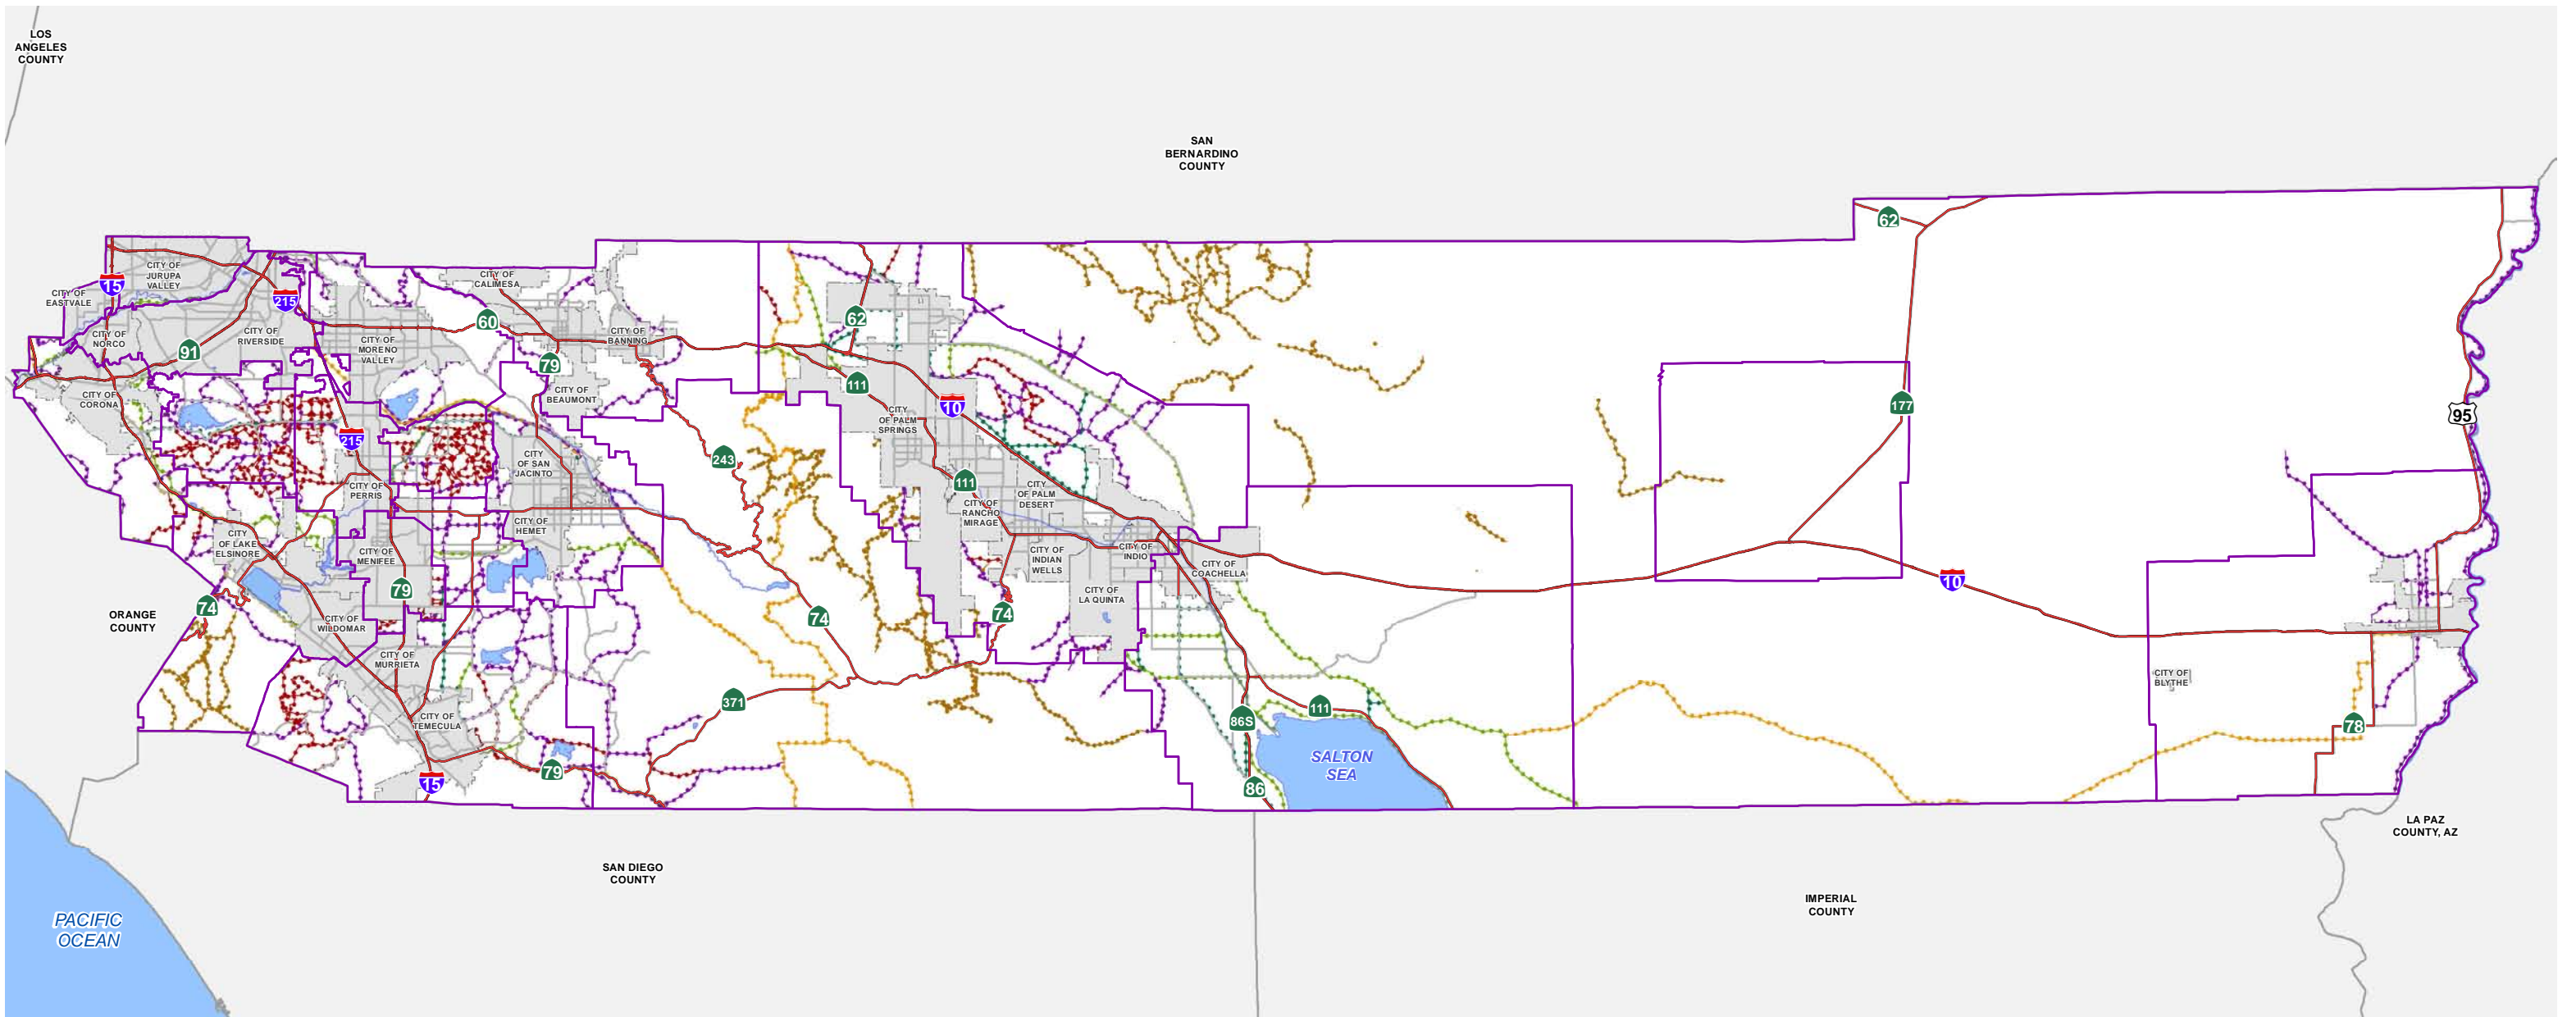 LOS
ANGELES
COUNTY
SAN
BERNARDINO
COUNTY
62
CITY OF
JURUPA
VALLEY
CITY OF
CALIMESA
15
CITY OF
EASTVALE
215
60
62
CITY OF
NORCO
CITY OF
RIVERSIDE
91
CITY OF
MORENO
VALLEY
CITY OF
BANNING
79
111
CITY OF
CORONA
CITY OF
BEAUMONT
10
CITY
OF PALM
SPRINGS
177
95
215
243
CITY
OF SAN
JACINTO
111
CITY OF
PERRIS
CITY
OF PALM
DESERT
CITY OF
RANCHO
MIRAGE
CITY OF
HEMET
CITY
OF LAKE
ELSINORE
CITY OF
MENIFEE
CITY OF
INDIAN
WELLS
CITY OF
INDIO
CITY OF
COACHELLA
10
79
CITY OF
LA QUINTA
74
ORANGE
COUNTY
74
74
CITY OF
WILDOMAR
CITY OF
MURRIETA
CITY OF
BLYTHE
371
CITY OF
TEMECULA
86S
111
78
SALTON
SEA
79
15
86
LA PAZ
COUNTY, AZ
SAN DIEGO
COUNTY
IMPERIAL
COUNTY
PACIFIC
OCEAN